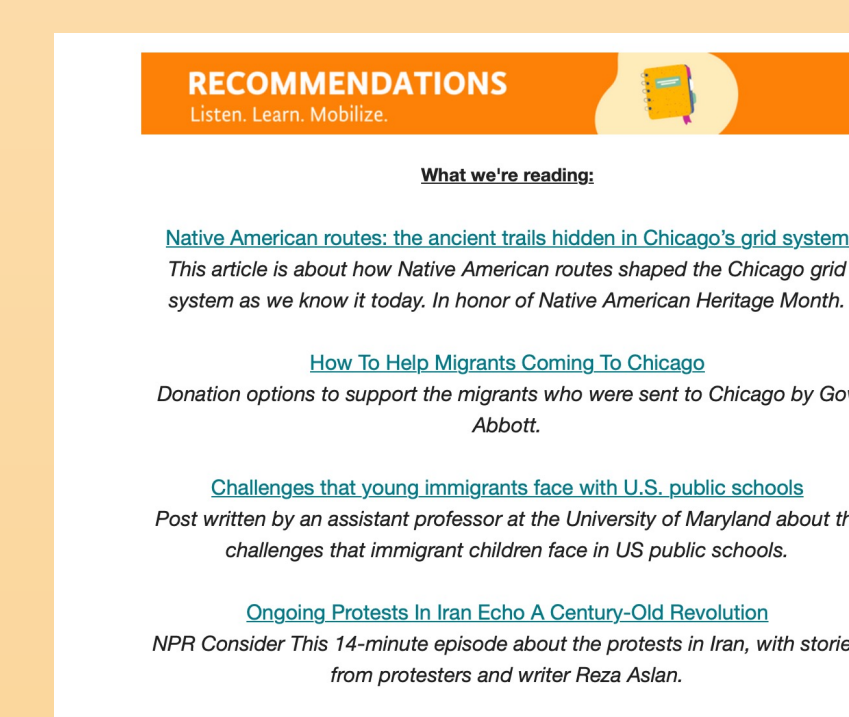 RECOMMENDATIONS
Listen. Learn. Mobilize.
What we're reading:
Native American routes: the ancient trails hidden in Chicago’s grid system
This article is about how Native American routes shaped the Chicago grid
system as we know it today. In honor of Native American Heritage Month.
How To Help Migrants Coming To Chicago
Donation options to support the migrants who were sent to Chicago by
Abbott.
Challenges that young immigrants face with U.S. public schools
Post written by an assistant professor at the University of Maryland about
challenges that immigrant children face in US public schools.
Ongoing Protests In Iran Echo A Century-Old Revolution
NPR Consider This 14-minute episode about the protests in Iran, with
from protesters and writer Reza Aslan.